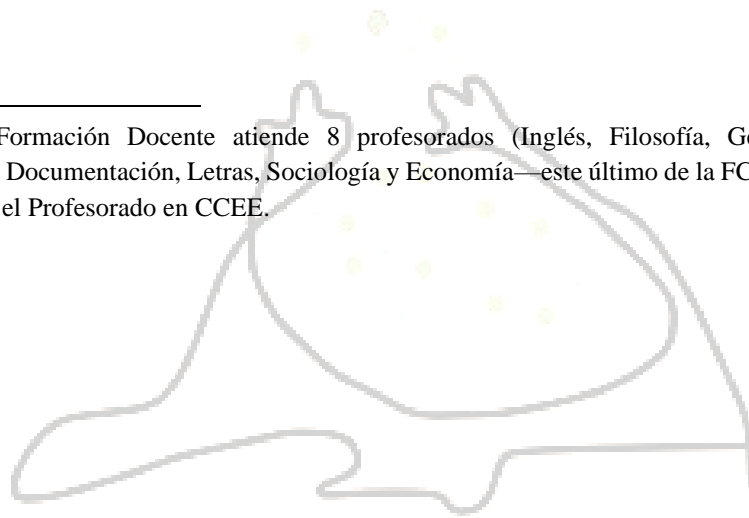 Formación Docente atiende 8 profesorados (Inglés, Filosofía,
Documentación, Letras, Sociología y Economía—este último de la
el Profesorado en CCEE.